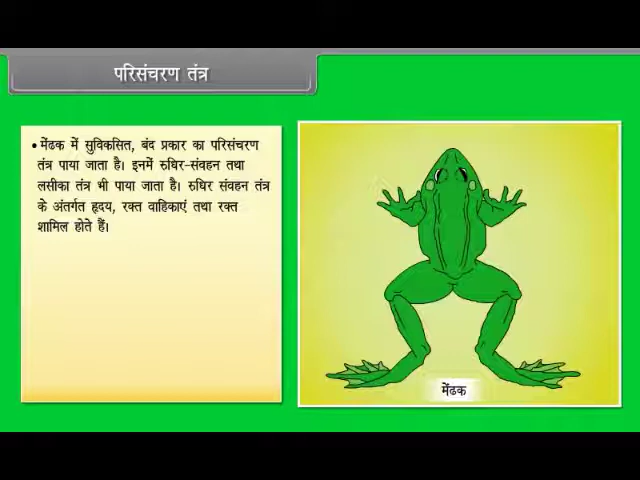 परिसंचरण तंत्र
• मेंढक में सुविकसित, बंद प्रकार का परिसंचरण
तंत्र पाया जाता है। इनमें रुधिर-संवहन तथा
लसीका तंत्र भी पाया जाता है। रुधिर संवहन तंत्र
के अंतर्गत हृदय, रक्त वाहिकाएं तथा रक्त
शामिल होते हैं।
मेंढक